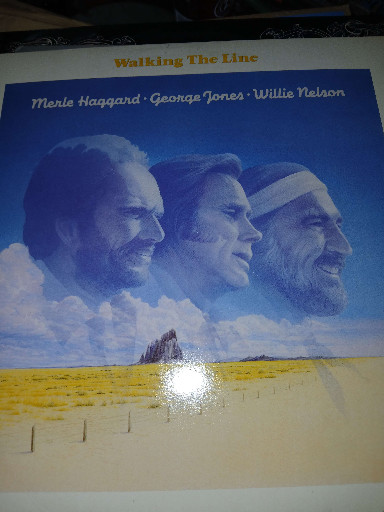 Walking The Line
Merle Haggard · George Jones · Willie Nelson